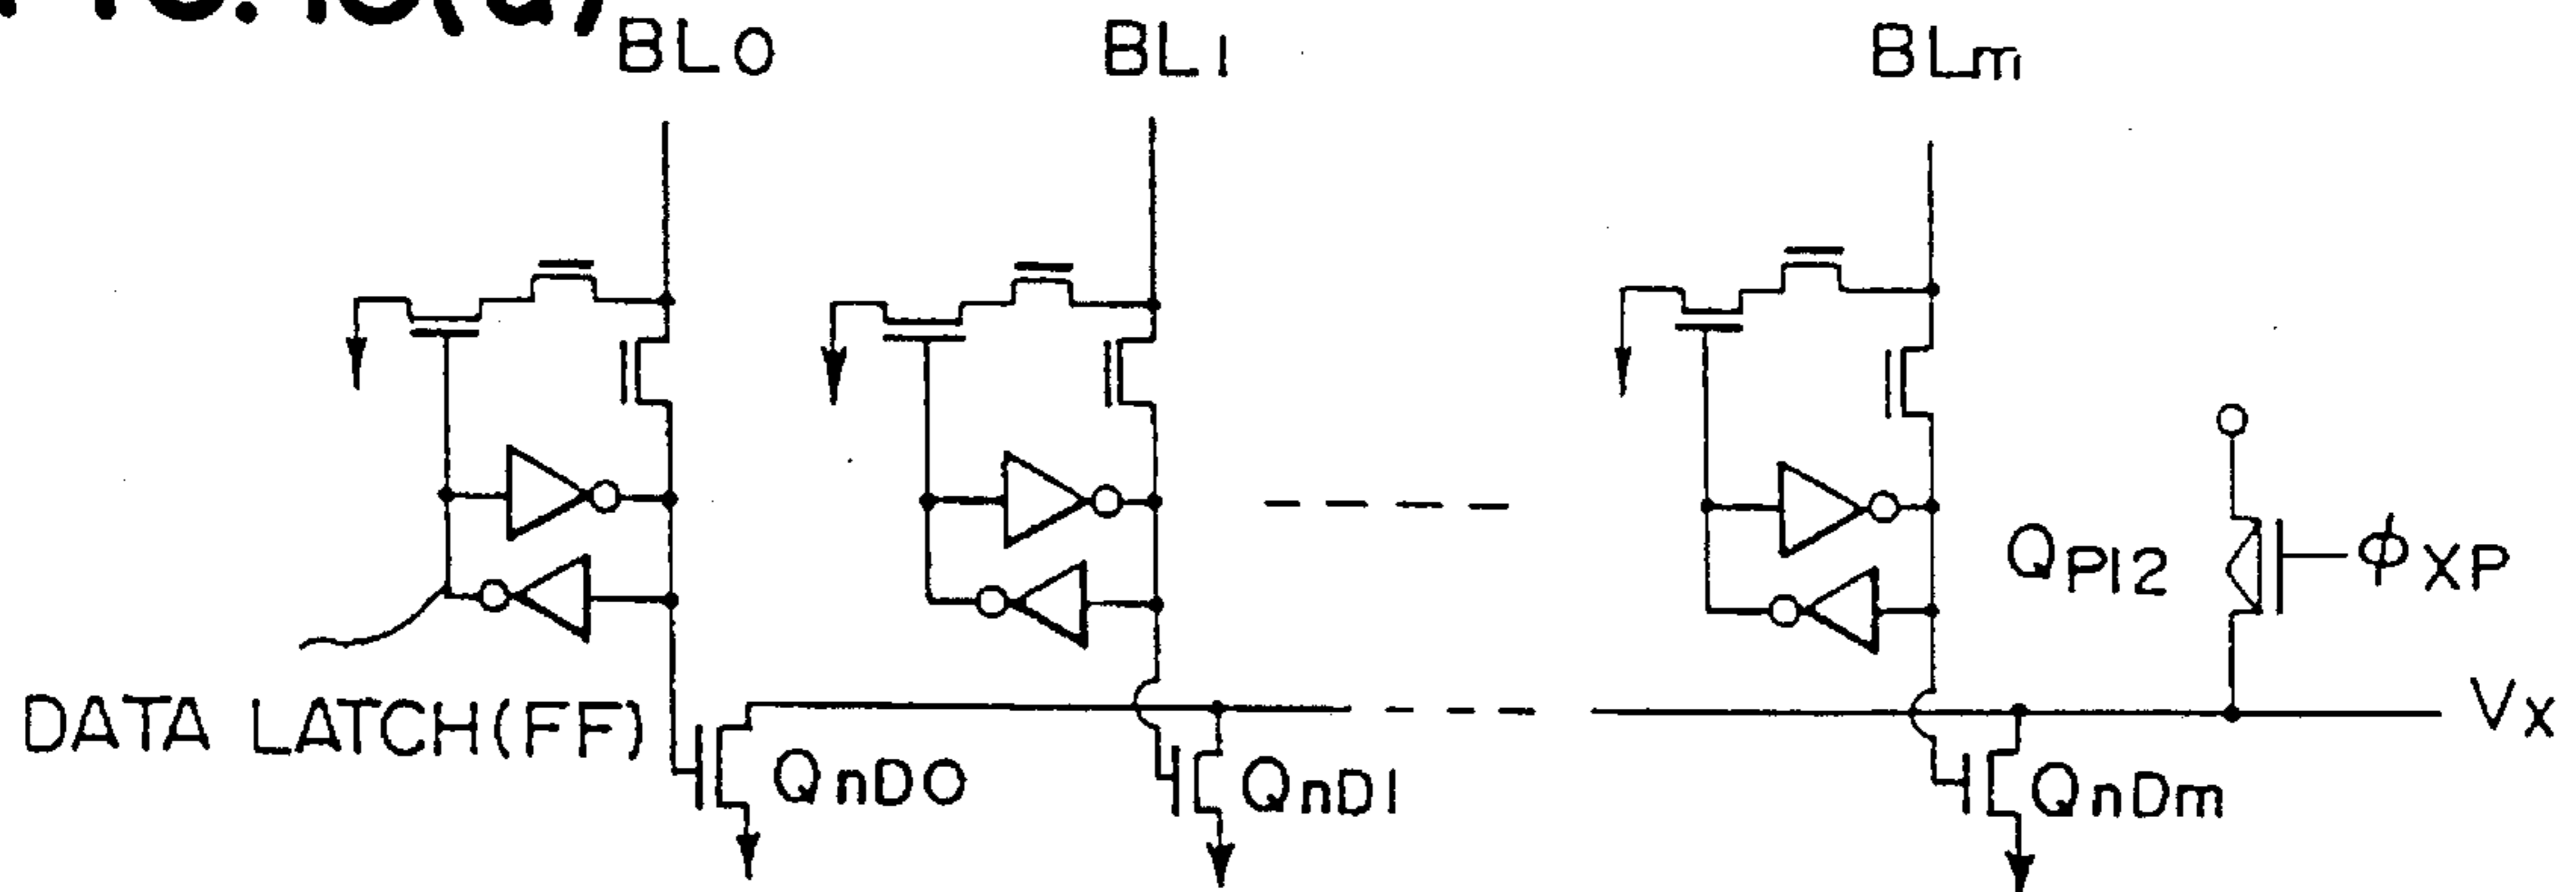 BL0
BL1
BLm
QP12
φXP
DATA LATCH(FF)
VX
QnD0
QnD1
QnDm